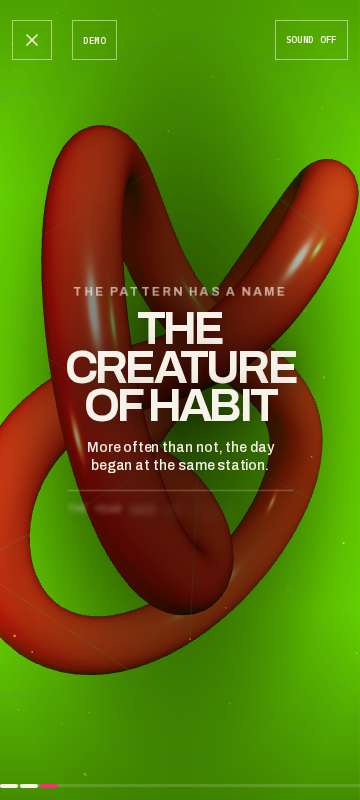 DEMO
SOUND OFF
THE PATTERN HAS A NAME
THE
CREATURE
OF HABIT
More often than not, the day
began at the same station.